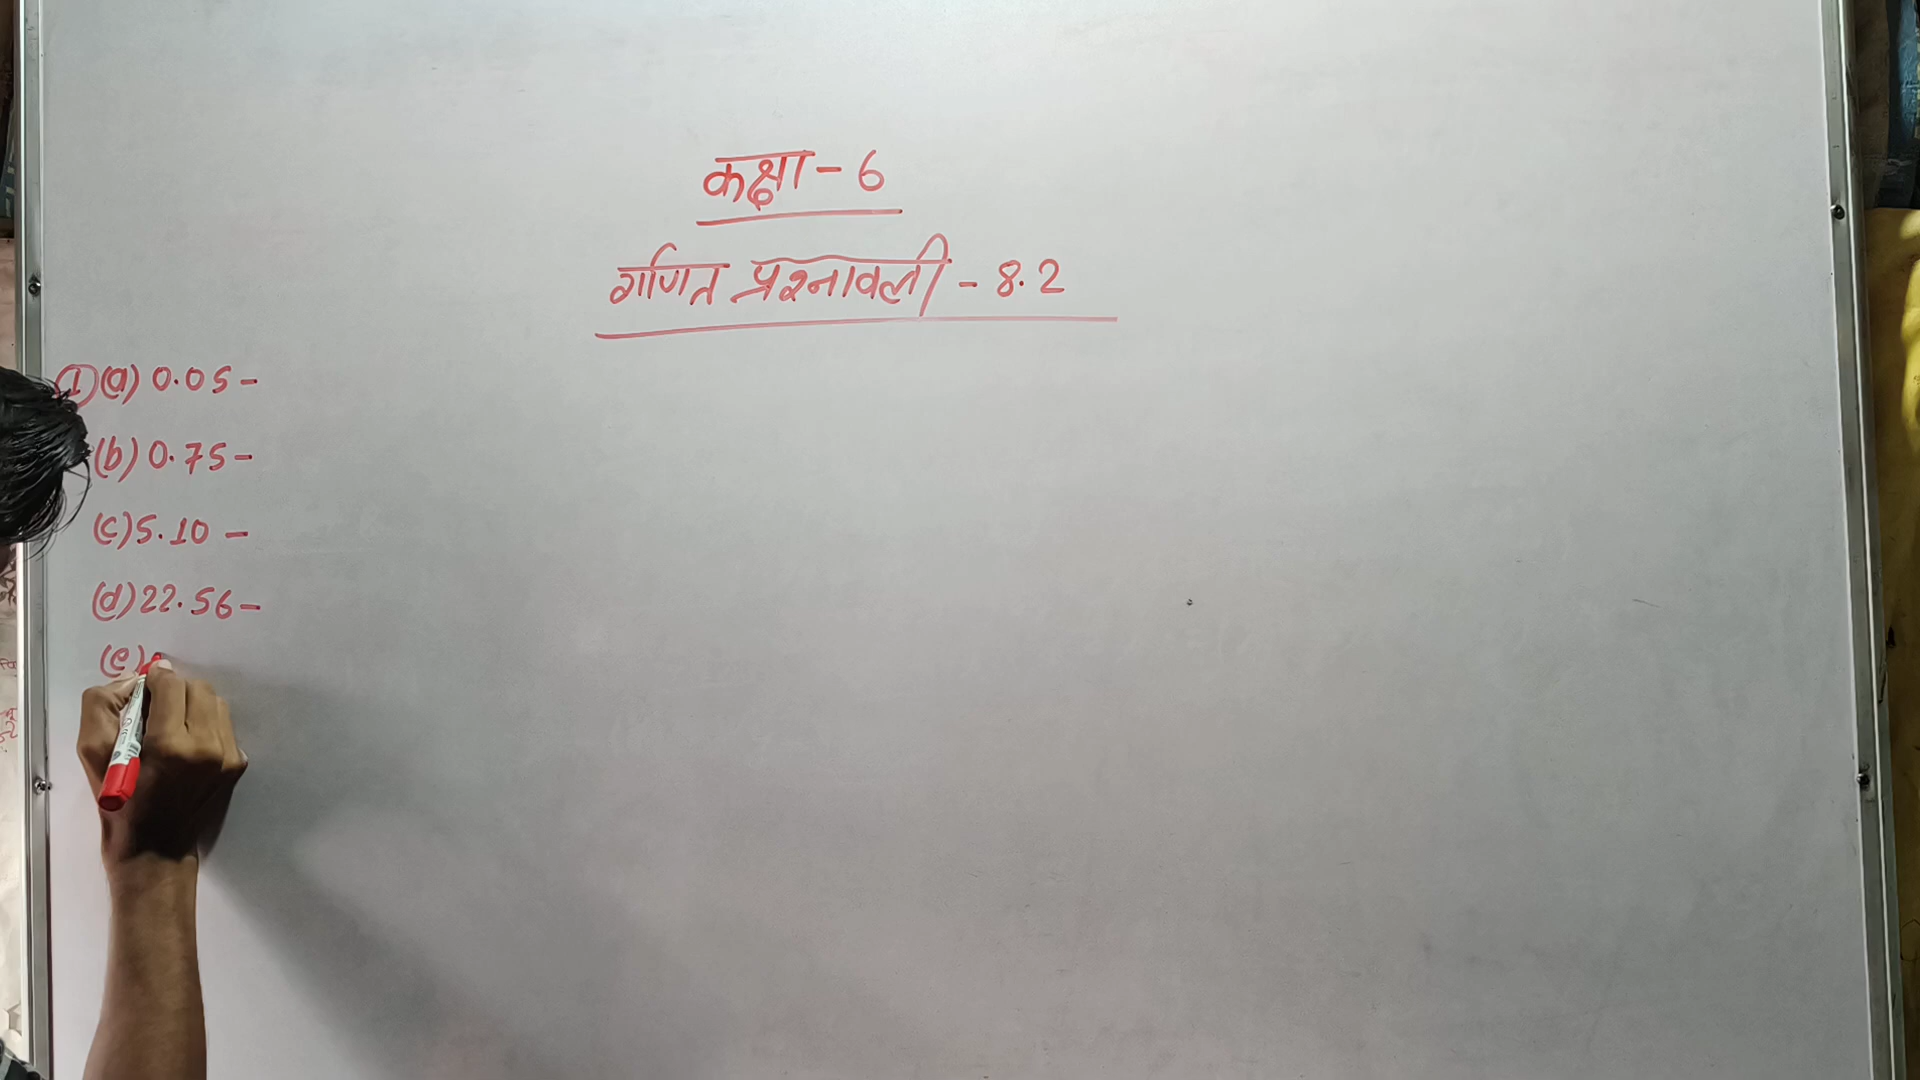 कक्षा - 6
गणित प्रश्नावली - 8.2
① (a) 0.05 -
(b) 0.75 -
(c) 5.10 -
(d) 22.56 -
(e)